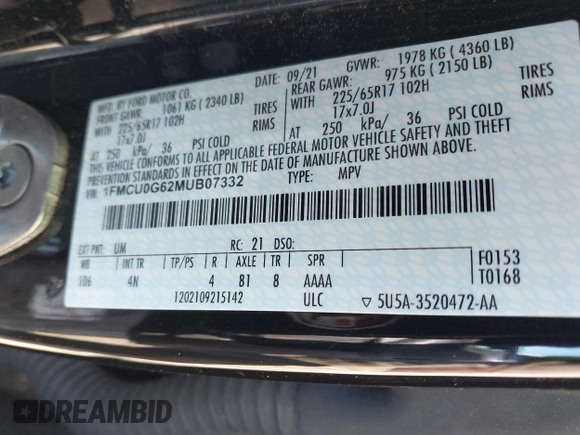 MFD. BY FORD MOTOR CO.
DATE: 09/21 GVWR: 1978 KG ( 4360 LB)
FRONT GAWR: 1061 KG ( 2340 LB) REAR GAWR: 975 KG ( 2150 LB)
WITH 225/65R17 102H TIRES WITH 225/65R17 102H TIRES
17x7.0J RIMS 17x7.0J RIMS
AT 250 kPa/ 36 PSI COLD AT 250 kPa/ 36 PSI COLD
THIS VEHICLE CONFORMS TO ALL APPLICABLE FEDERAL MOTOR VEHICLE SAFETY AND THEFT
PREVENTION STANDARDS IN EFFECT ON THE DATE OF MANUFACTURE SHOWN ABOVE.
VIN: 1FMCU0G62MUB07332 TYPE: MPV
EXT PNT: UM RC: 21 DSO:
WB INT TR TP/PS R AXLE TR SPR F0153
106 4N 4 81 8 AAAA T0168
1202109215142 ULC ▽ 5U5A-3520472-AA
DREAMBID